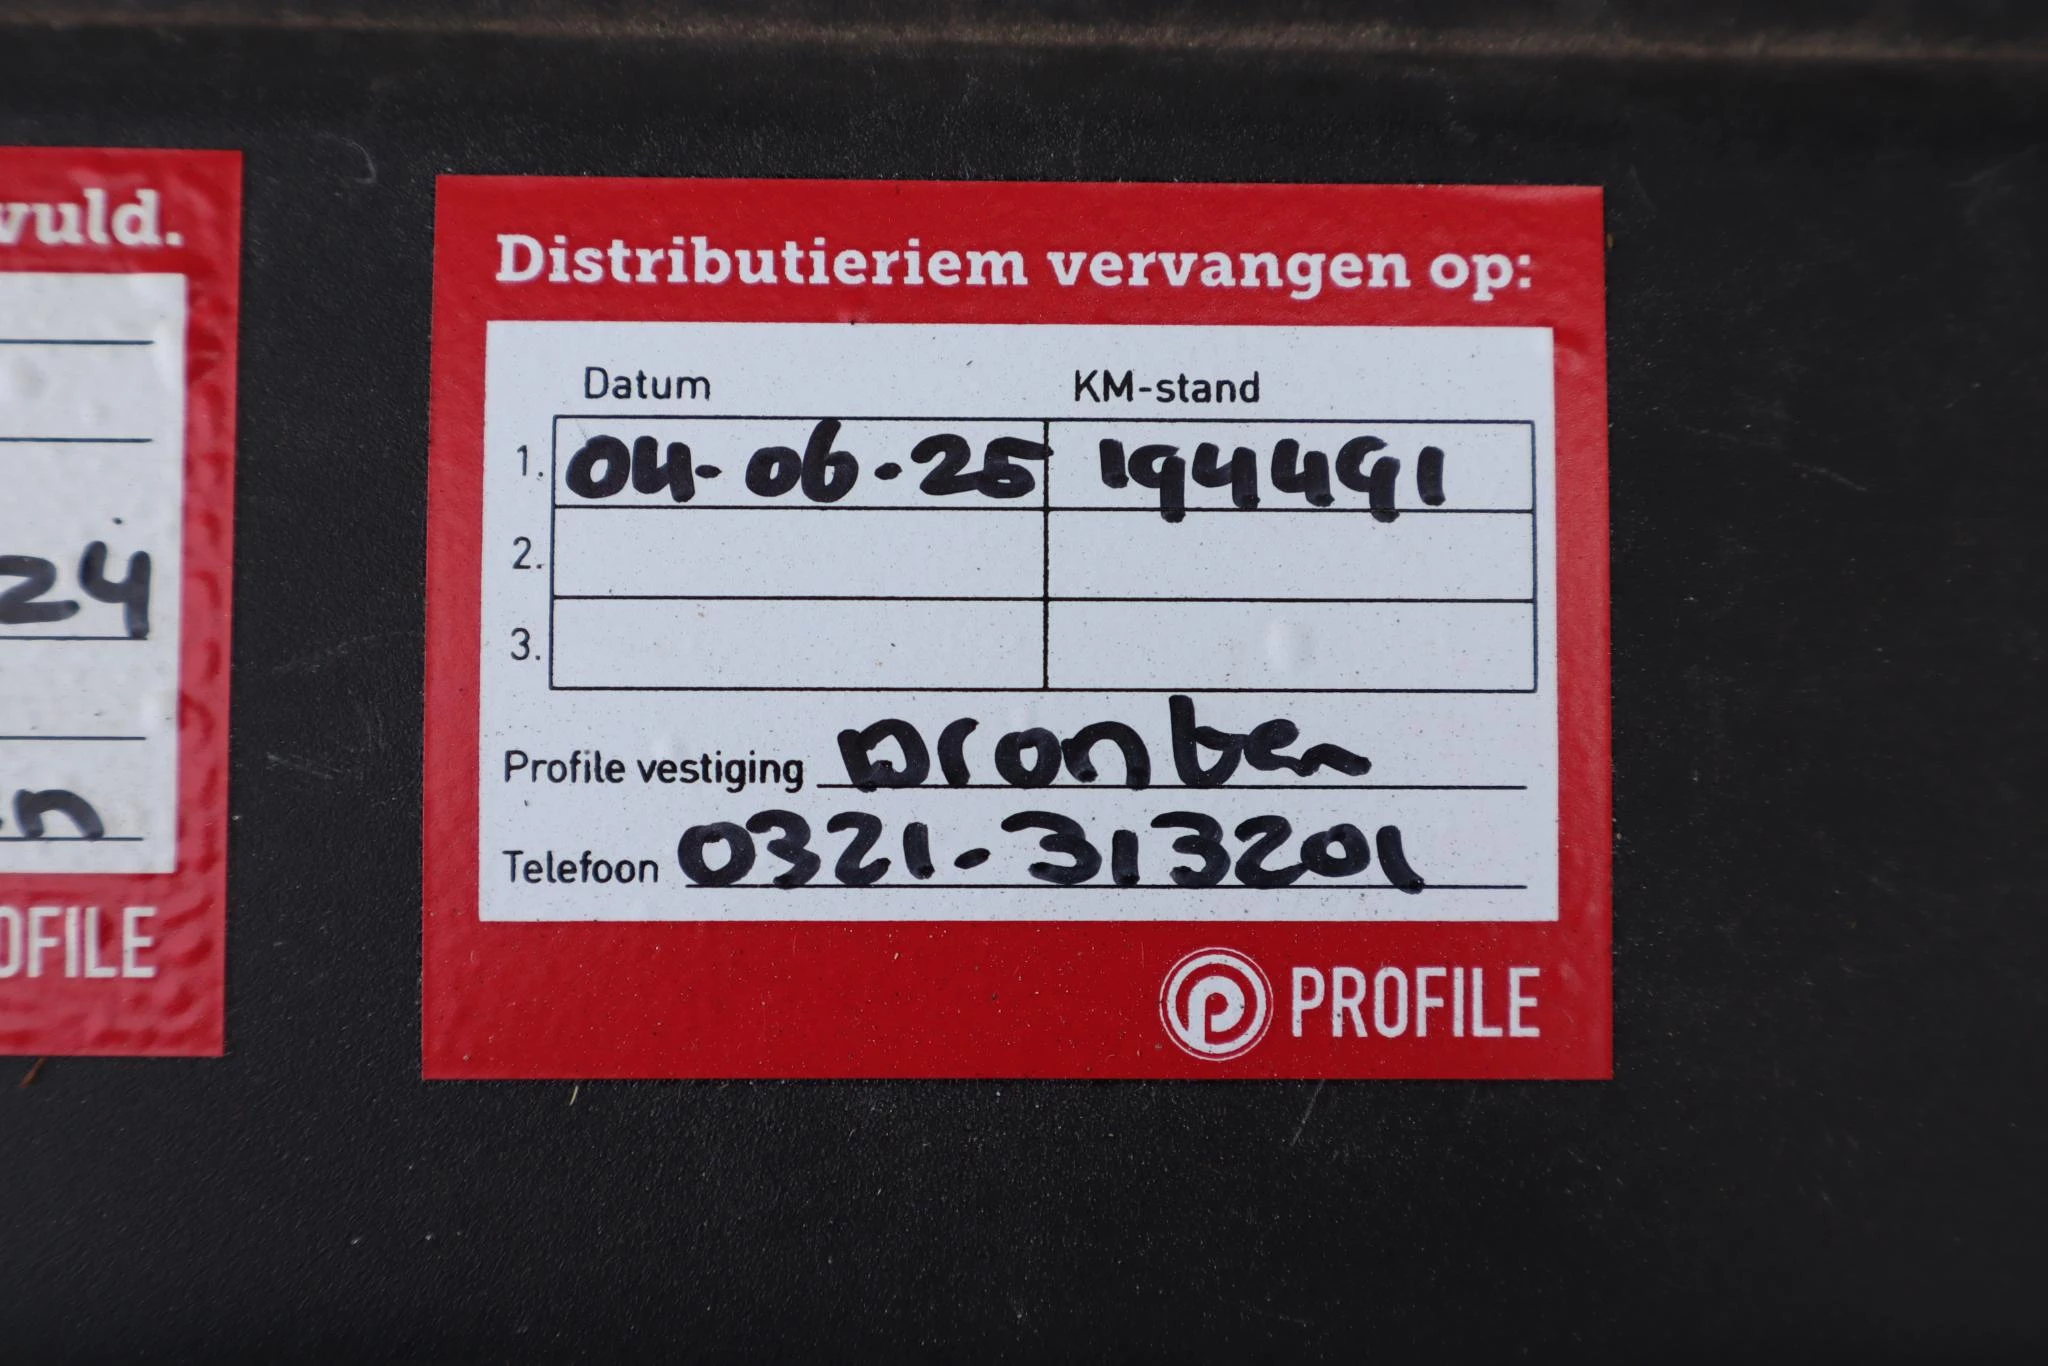 vuld.
24
n
OFILE
Distributieriem vervangen op:
Datum KM-stand
1. 04-06-25 194491
2.
3.
Profile vestiging Dronten
Telefoon 0321-313201
PROFILE